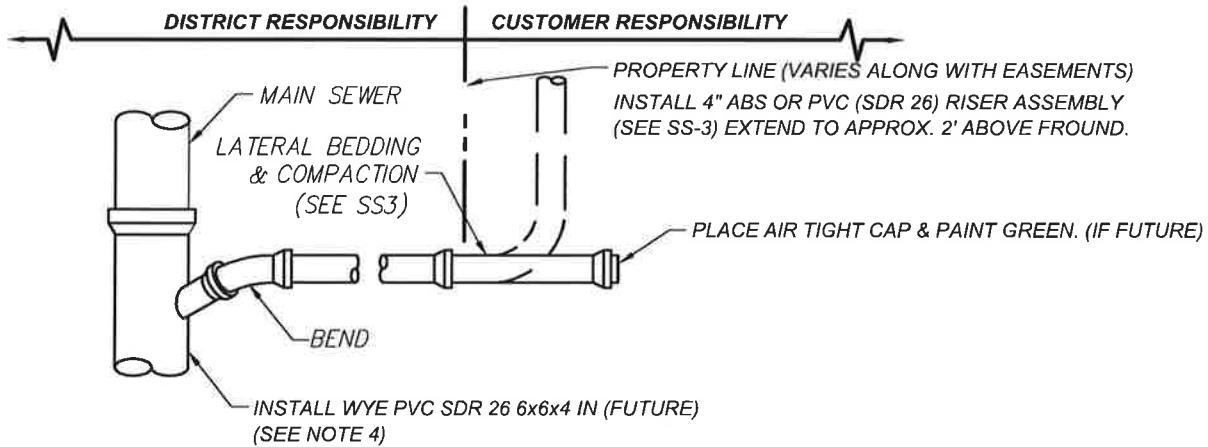 DISTRICT RESPONSIBILITY
CUSTOMER RESPONSIBILITY
PROPERTY LINE (VARIES ALONG WITH EASEMENTS)
INSTALL 4" ABS OR PVC (SDR 26) RISER ASSEMBLY
(SEE SS-3) EXTEND TO APPROX. 2' ABOVE FROUND.
MAIN SEWER
LATERAL BEDDING
& COMPACTION
(SEE SS3)
PLACE AIR TIGHT CAP & PAINT GREEN. (IF FUTURE)
BEND
INSTALL WYE PVC SDR 26 6x6x4 IN (FUTURE)
(SEE NOTE 4)